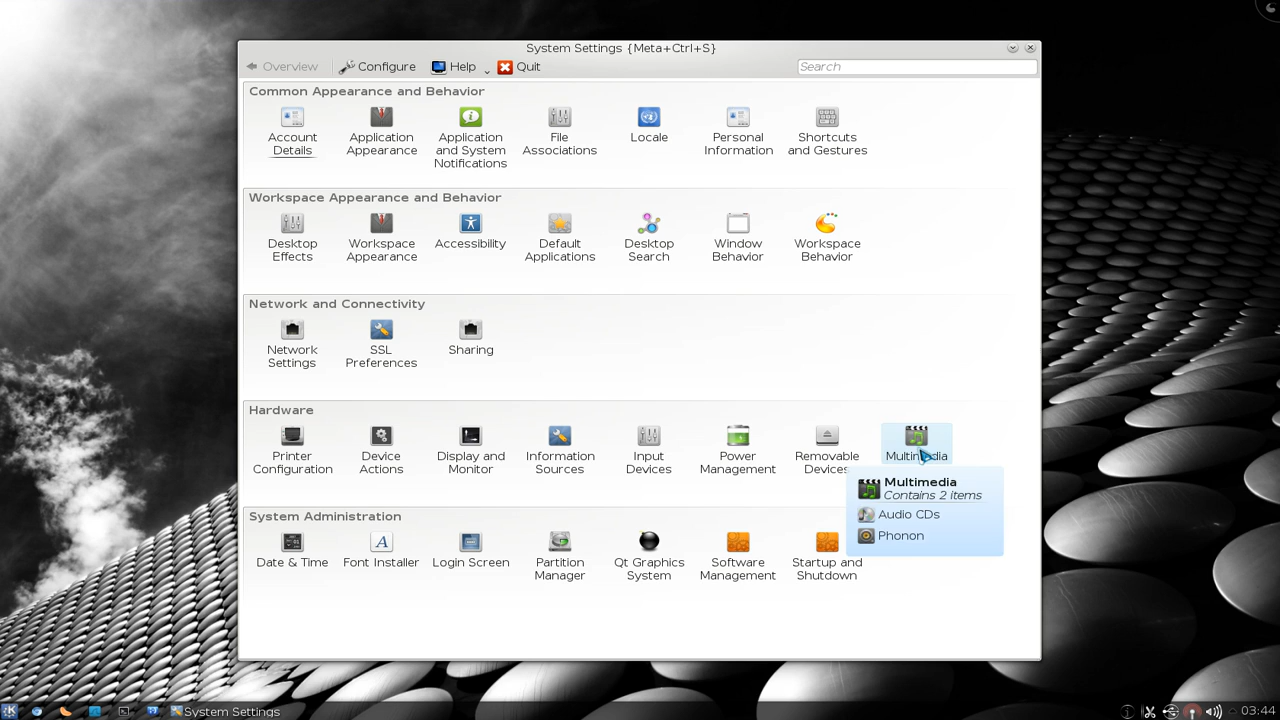 System Settings {Meta+Ctrl+S}
Overview Configure Help Quit Search
Common Appearance and Behavior
Account Details
Application Appearance
Application and System Notifications
File Associations
Locale
Personal Information
Shortcuts and Gestures
Workspace Appearance and Behavior
Desktop Effects
Workspace Appearance
Accessibility
Default Applications
Desktop Search
Window Behavior
Workspace Behavior
Network and Connectivity
Network Settings
SSL Preferences
Sharing
Hardware
Printer Configuration
Device Actions
Display and Monitor
Information Sources
Input Devices
Power Management
Removable Devices
Multimedia
Multimedia
Contains 2 items
Audio CDs
Phonon
System Administration
Date & Time
Font Installer
Login Screen
Partition Manager
Qt Graphics System
Software Management
Startup and Shutdown
System Settings
03:44